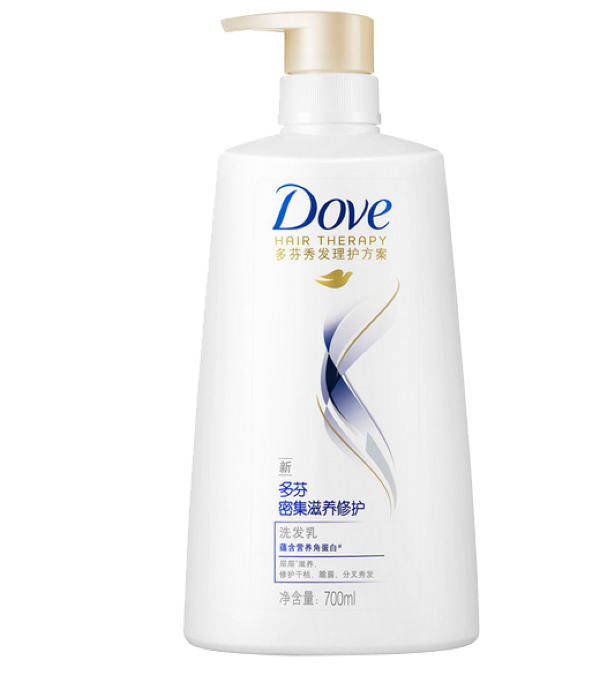 Dove
HAIR THERAPY
多芬秀发理护方案
新
多芬
密集滋养修护
洗发乳
蕴含营养角蛋白#
层层^滋养,
修护干枯、脆弱、分叉秀发
净含量: 700ml